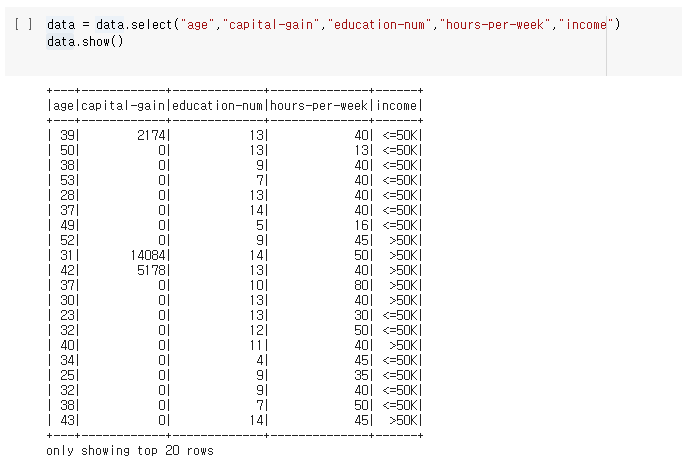 [ ] data = data.select("age","capital-gain","education-num","hours-per-week","income")
data.show()
+---+------------+-------------+--------------+------+
|age|capital-gain|education-num|hours-per-week|income|
+---+------------+-------------+--------------+------+
| 39|        2174|           13|            40| <=50K|
| 50|           0|           13|            13| <=50K|
| 38|           0|            9|            40| <=50K|
| 53|           0|            7|            40| <=50K|
| 28|           0|           13|            40| <=50K|
| 37|           0|           14|            40| <=50K|
| 49|           0|            5|            16| <=50K|
| 52|           0|            9|            45|  >50K|
| 31|       14084|           14|            50|  >50K|
| 42|        5178|           13|            40|  >50K|
| 37|           0|           10|            80|  >50K|
| 30|           0|           13|            40|  >50K|
| 23|           0|           13|            30| <=50K|
| 32|           0|           12|            50| <=50K|
| 40|           0|           11|            40|  >50K|
| 34|           0|            4|            45| <=50K|
| 25|           0|            9|            35| <=50K|
| 32|           0|            9|            40| <=50K|
| 38|           0|            7|            50| <=50K|
| 43|           0|           14|            45|  >50K|
+---+------------+-------------+--------------+------+
only showing top 20 rows